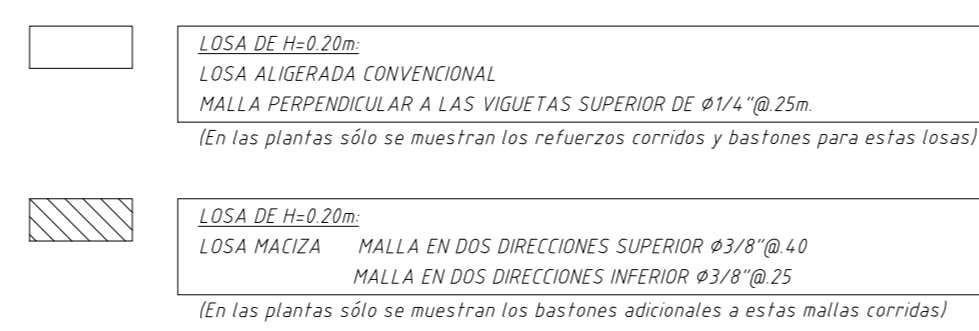 LOSA DE H=0.20m:
LOSA ALIGERADA CONVENCIONAL
MALLA PERPENDICULAR A LAS VIGUETAS SUPERIOR DE Ø1/4"@.25m.
(En las plantas sólo se muestran los refuerzos corridos y bastones para estas losas)
LOSA DE H=0.20m:
LOSA MACIZA MALLA EN DOS DIRECCIONES SUPERIOR Ø3/8"@.40
MALLA EN DOS DIRECCIONES INFERIOR Ø3/8"@.25
(En las plantas sólo se muestran los bastones adicionales a estas mallas corridas)